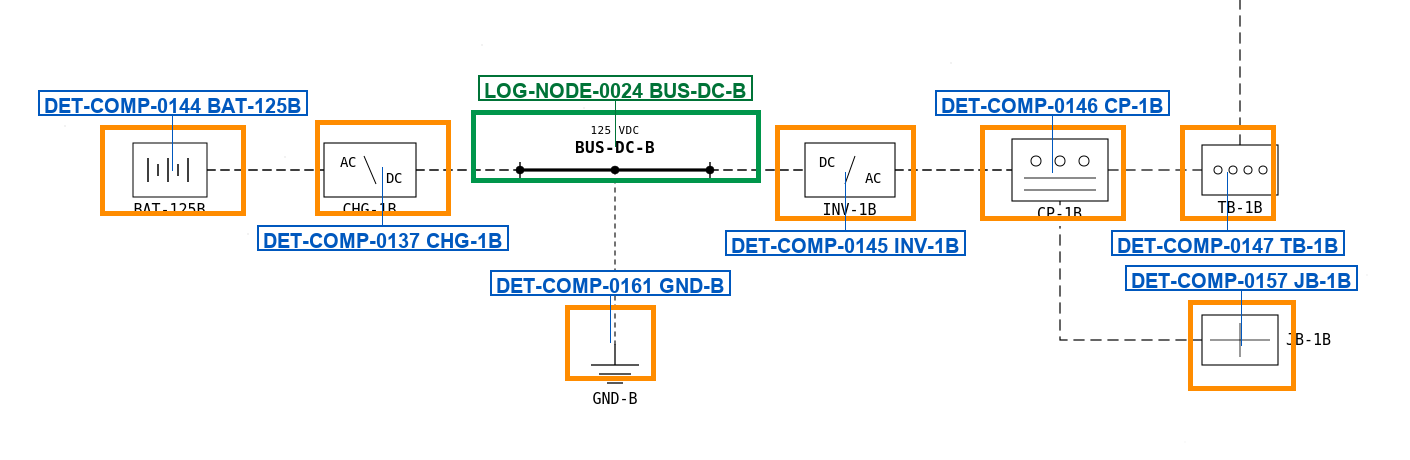 LOG-NODE-0024 BUS-DC-B
DET-COMP-0144 BAT-125B
DET-COMP-0146 CP-1B
125 VDC
BUS-DC-B
AC
DC
DC
AC
BAT-125B
CHG-1B
INV-1B
CP-1B
TB-1B
DET-COMP-0137 CHG-1B
DET-COMP-0145 INV-1B
DET-COMP-0147 TB-1B
DET-COMP-0161 GND-B
DET-COMP-0157 JB-1B
JB-1B
GND-B